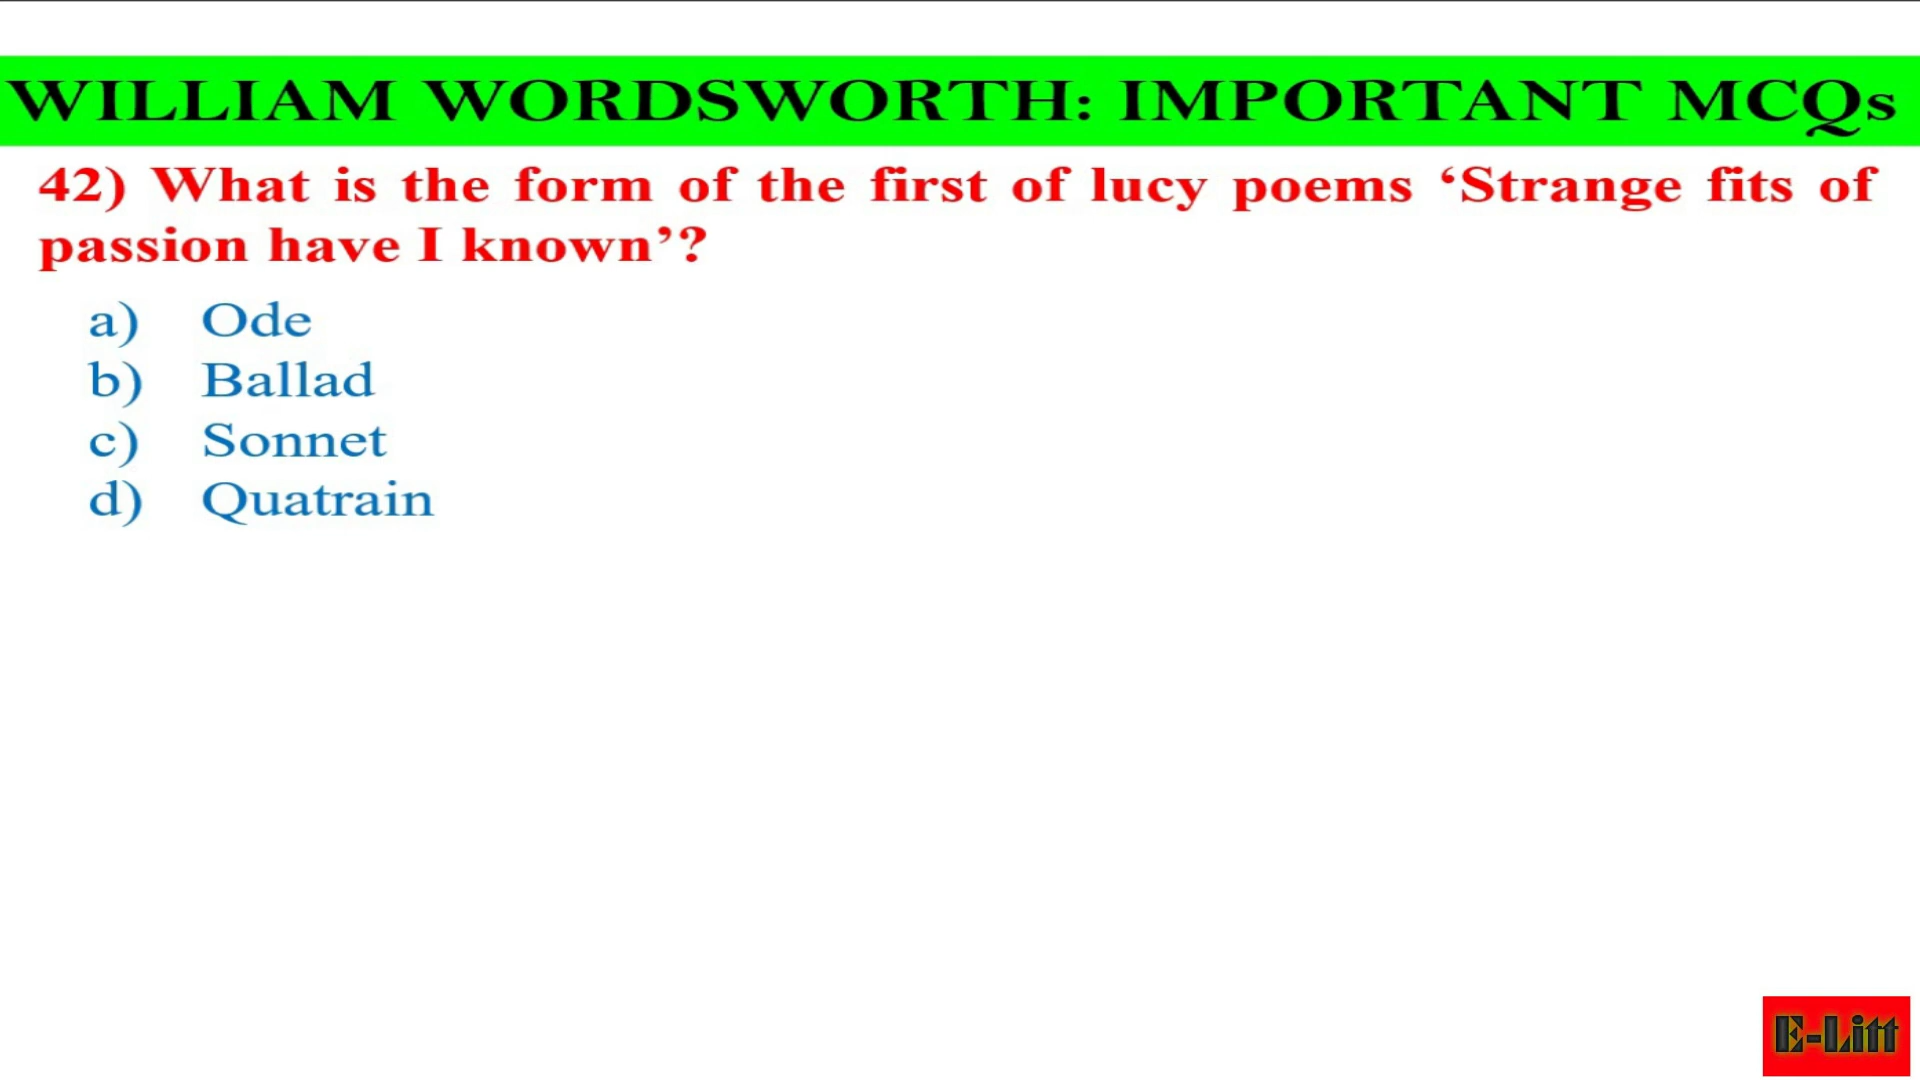 WILLIAM WORDSWORTH: IMPORTANT MCQs
42) What is the form of the first of lucy poems ‘Strange fits of
passion have I known’?
a) Ode
b) Ballad
c) Sonnet
d) Quatrain
E-Litt